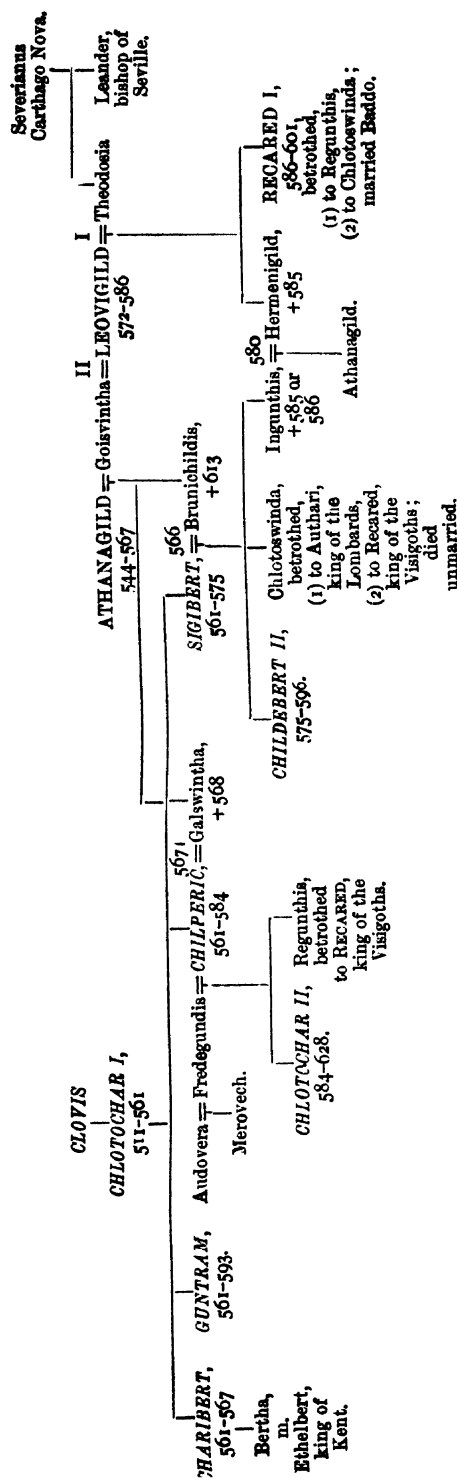 CLOVIS
CHLOTOCHAR I,
511-561
CHARIBERT,
561-567
Bertha,
m.
Ethelbert,
king of
Kent.
GUNTRAM,
561-593.
Audovera = Fredegundis = CHILPERIC, = Galswintha,
567
561-584
+568
Merovech.
CHLOTOCHAR II,
584-628.
Regunthis,
betrothed
to RECARED,
king of the
Visigoths.
ATHANAGILD = Goisvintha = LEOVIGILD = Theodosia
II
I
544-567
572-586
SIGIBERT, = Brunichildis,
566
561-575
+613
CHILDEBERT II,
575-596.
Chlotoswinda,
betrothed,
(1) to Authari,
king of the
Lombards,
(2) to Recared,
king of the
Visigoths;
died
unmarried.
Ingunthis, = Hermenigild,
580
+585 or
586
+585
Athanagild.
RECARED I,
586-601,
betrothed,
(1) to Regunthis,
(2) to Chlotoswinda;
married Baddo.
Severianus
Carthago Nova.
Leander,
bishop of
Seville.